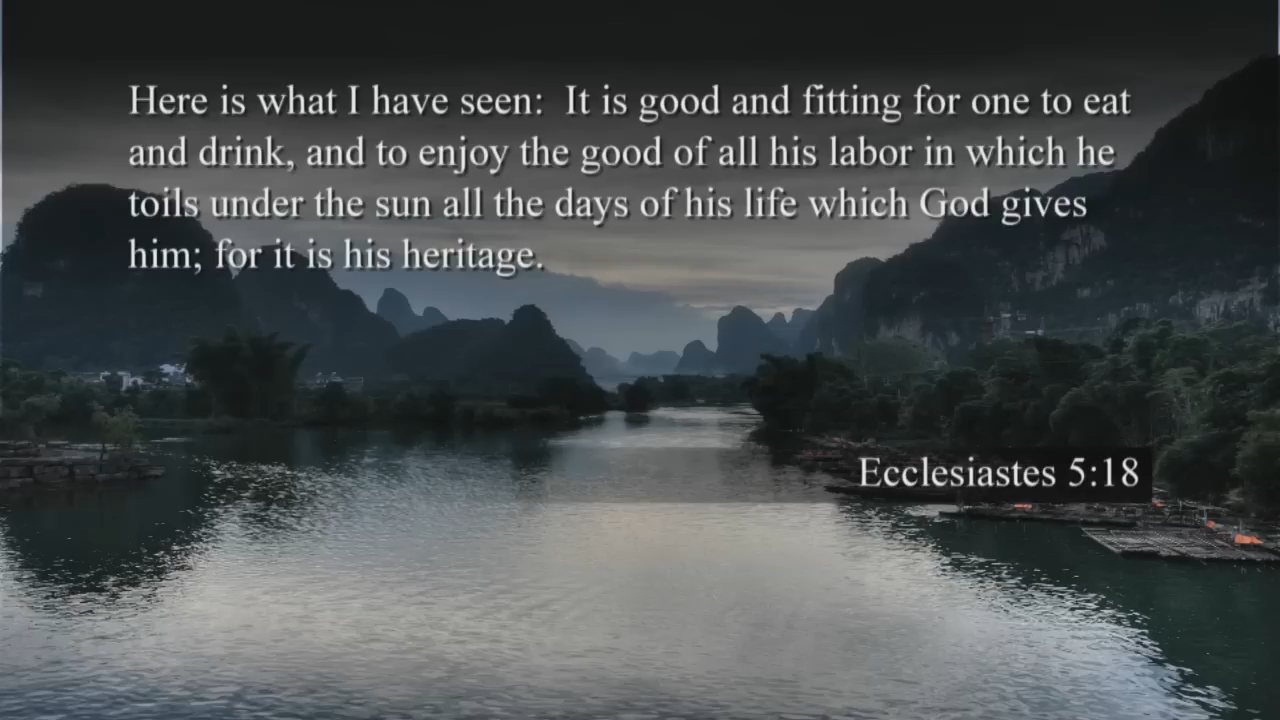 Here is what I have seen:  It is good and fitting for one to eat
and drink, and to enjoy the good of all his labor in which he
toils under the sun all the days of his life which God gives
him; for it is his heritage.
Ecclesiastes 5:18